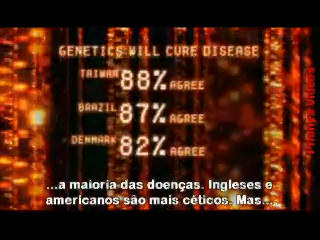 GENETICS WILL CURE DISEASE
TAIWAN 88% AGREE
BRAZIL 87% AGREE
DENMARK 82% AGREE
...a maioria das doenças. Ingleses e
americanos são mais céticos. Mas...